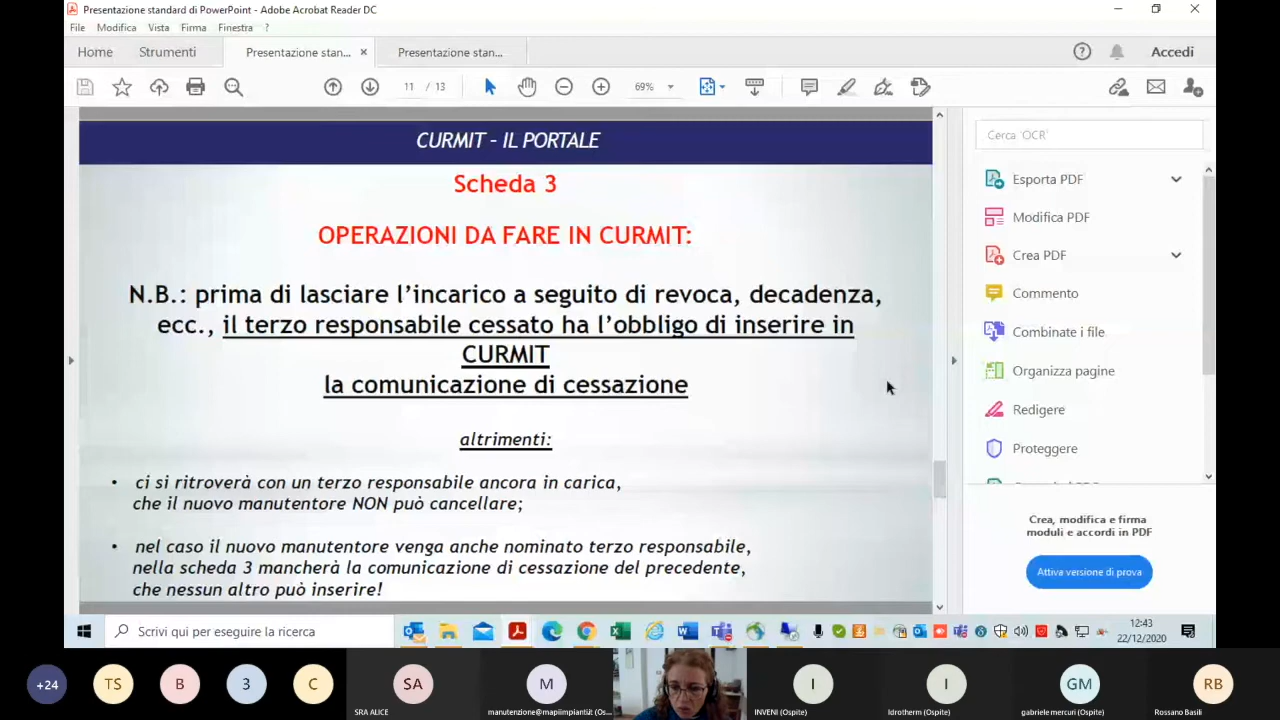 Presentazione standard di PowerPoint - Adobe Acrobat Reader DC
File Modifica Vista Firma Finestra ?
Home Strumenti Presentazione stan... × Presentazione stan... Accedi
11 / 13 69%
CURMIT - IL PORTALE
Scheda 3
OPERAZIONI DA FARE IN CURMIT:
N.B.: prima di lasciare l'incarico a seguito di revoca, decadenza,
ecc., il terzo responsabile cessato ha l'obbligo di inserire in
CURMIT
la comunicazione di cessazione
altrimenti:
• ci si ritroverà con un terzo responsabile ancora in carica,
che il nuovo manutentore NON può cancellare;
• nel caso il nuovo manutentore venga anche nominato terzo responsabile,
nella scheda 3 mancherà la comunicazione di cessazione del precedente,
che nessun altro può inserire!
Cerca 'OCR'
Esporta PDF
Modifica PDF
Crea PDF
Commento
Combinate i file
Organizza pagine
Redigere
Proteggere
Crea, modifica e firma
moduli e accordi in PDF
Attiva versione di prova
Scrivi qui per eseguire la ricerca
12:43
22/12/2020
+24 TS B 3 C SA M I I GM RB
SRA ALICE manutenzione@mapiimpianti2 (Os... INVENI (Ospite) Idrotherm (Ospite) gabriele mercuri (Ospite) Rossano Basili